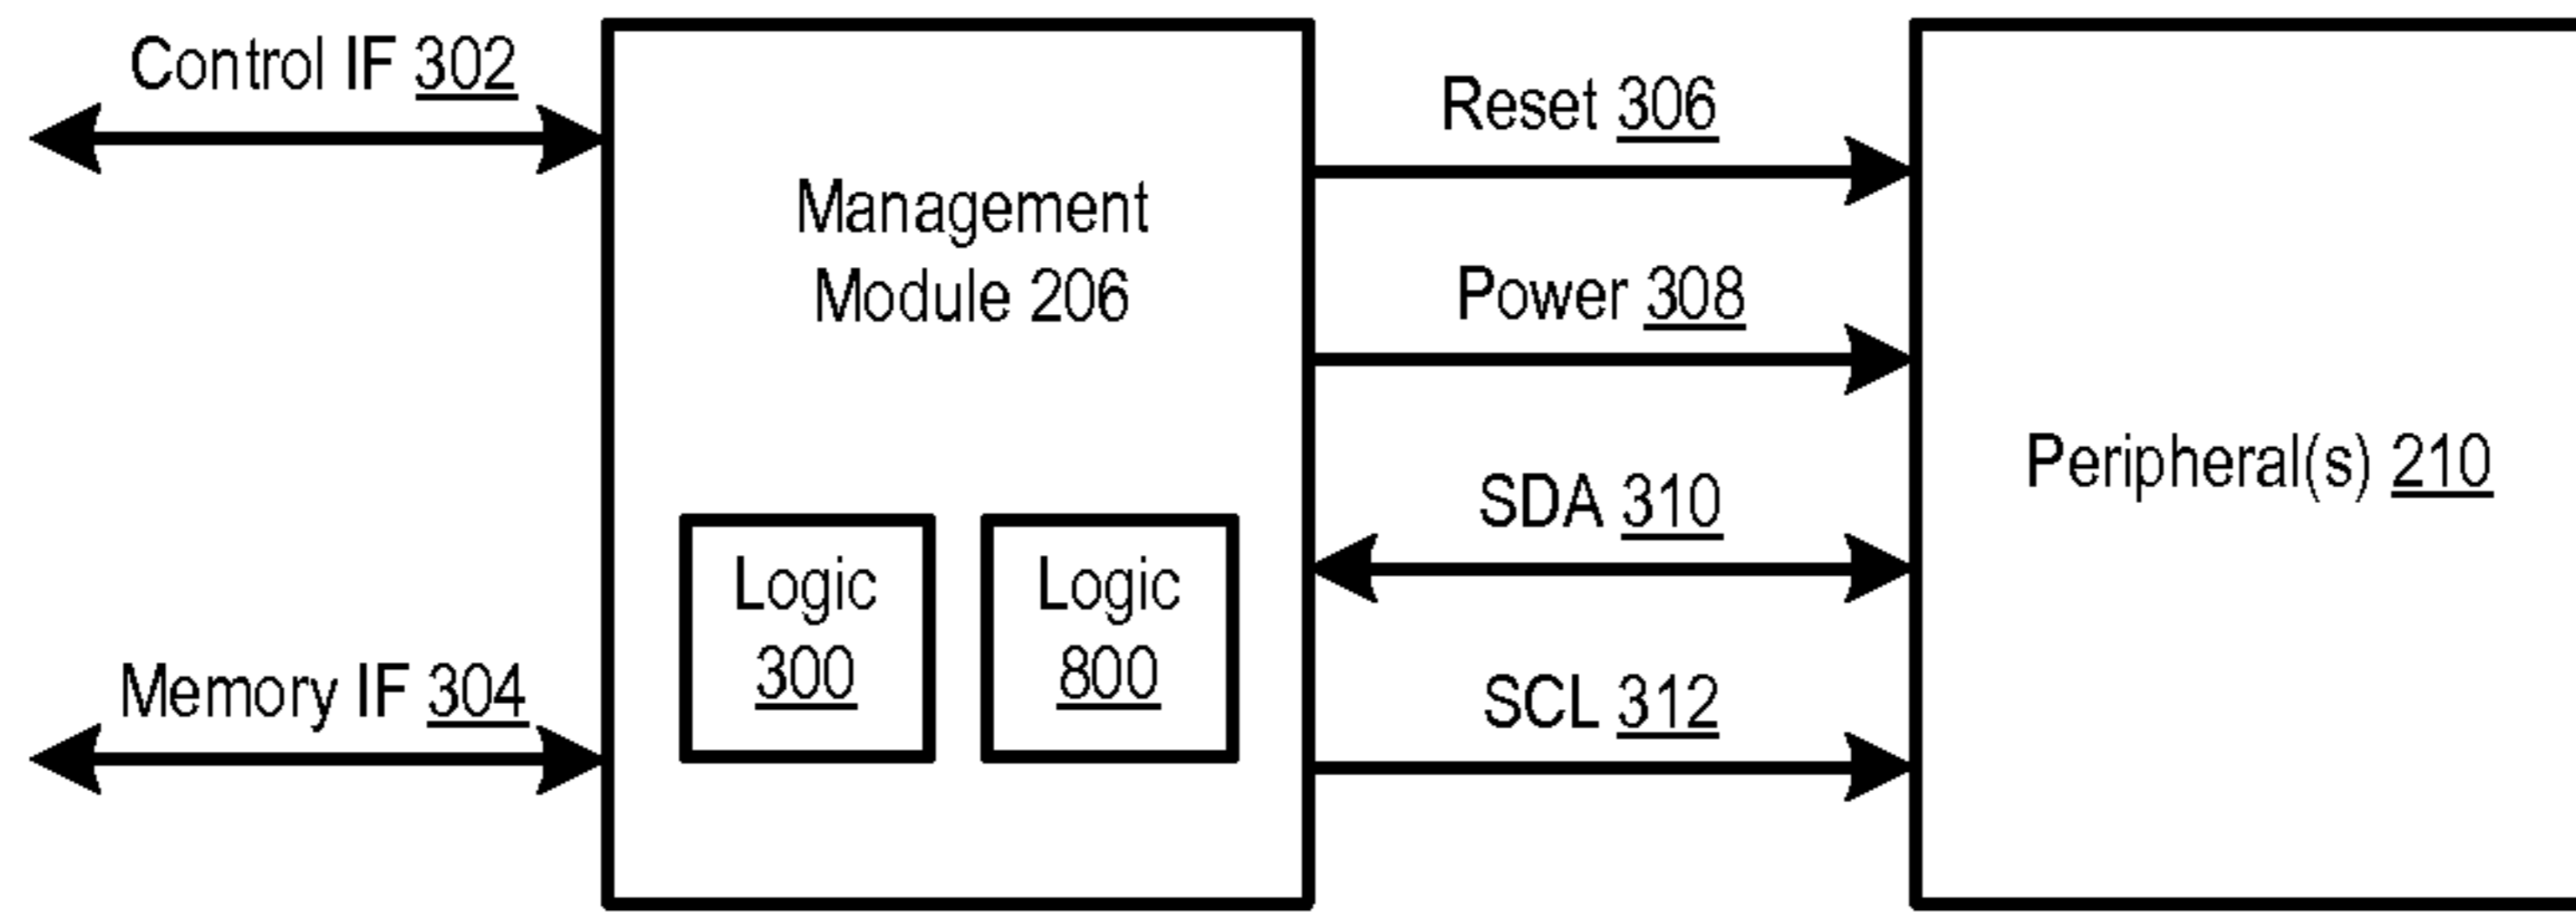 Control IF 302
Reset 306
Management
Module 206
Power 308
Peripheral(s) 210
SDA 310
Logic
300
Logic
800
Memory IF 304
SCL 312